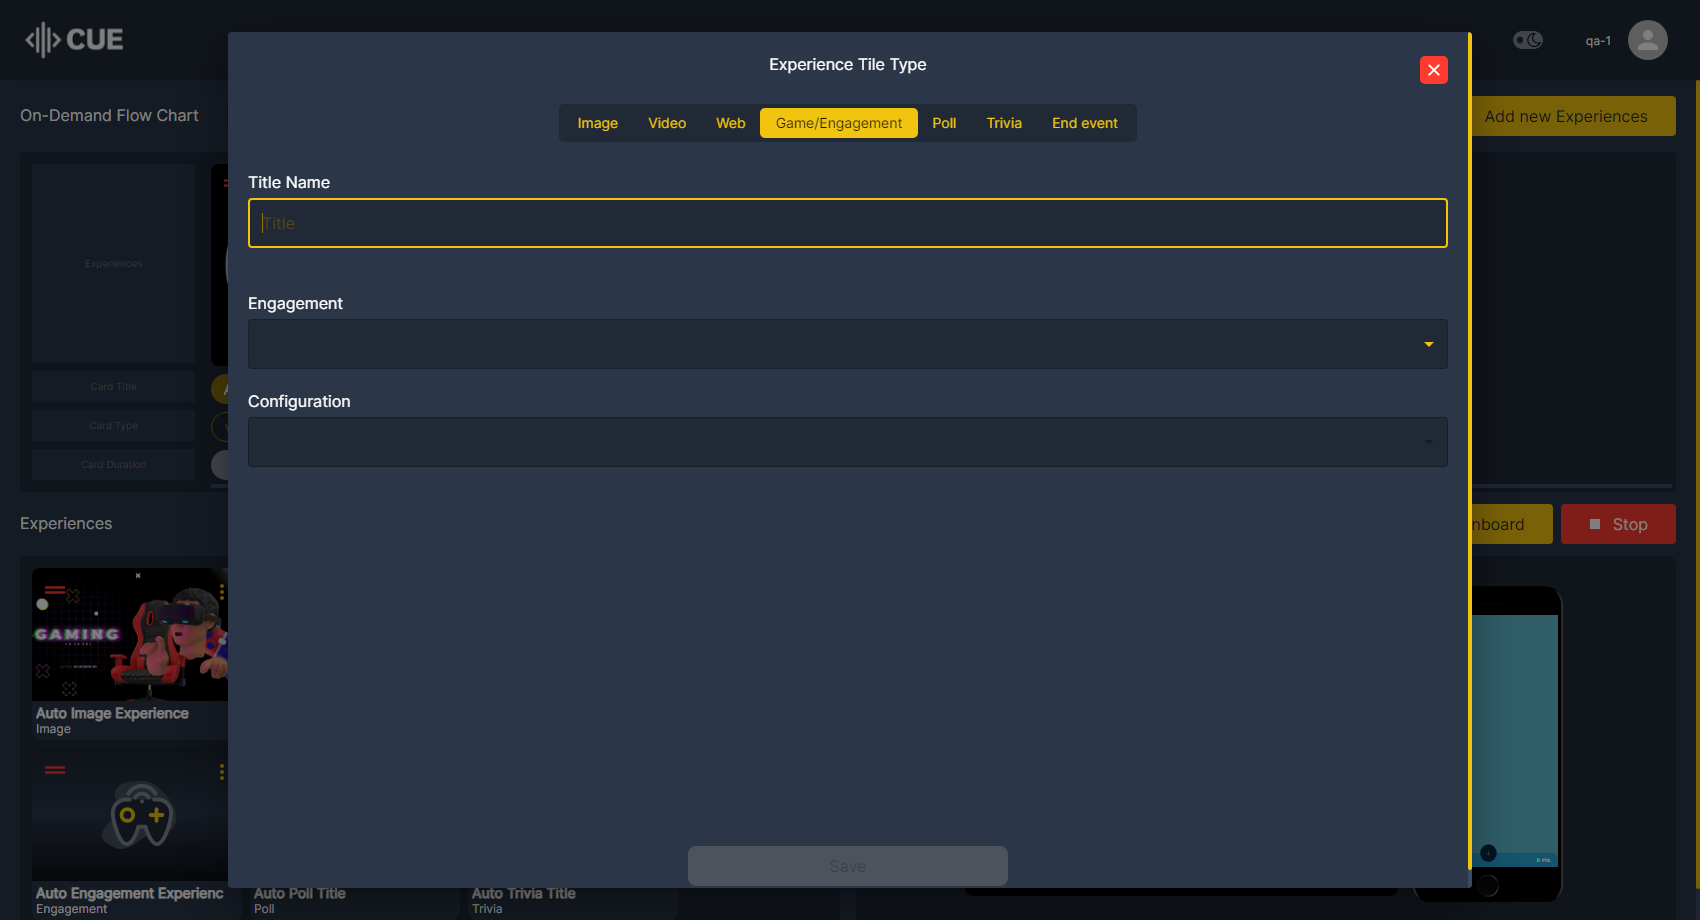 CUE
qa-1
Experience Tile Type
On-Demand Flow Chart
Add new Experiences
Image
Video
Web
Game/Engagement
Poll
Trivia
End event
Title Name
Title
Experiences
Engagement
Card Title
Configuration
Card Type
Card Duration
Experiences
nboard
Stop
GAMING
Auto Image Experience
Image
Save
Auto Engagement Experienc
Engagement
Auto Poll Title
Poll
Auto Trivia Title
Trivia